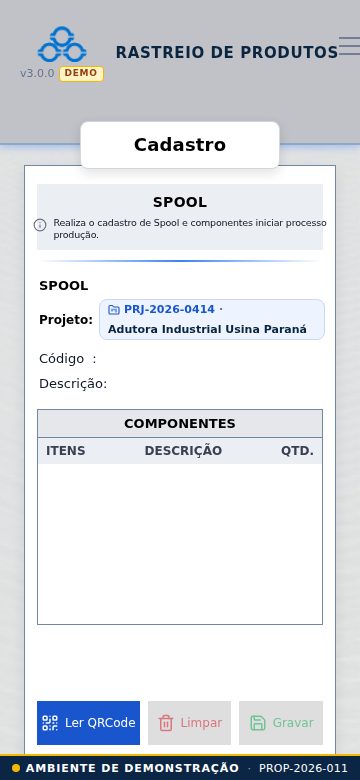 RASTREIO DE PRODUTOS
v3.0.0 DEMO
Cadastro
SPOOL
Realiza o cadastro de Spool e componentes iniciar processo
produção.
SPOOL
Projeto: PRJ-2026-0414 ·
Adutora Industrial Usina Paraná
Código :
Descrição:
COMPONENTES
ITENS DESCRIÇÃO QTD.
Ler QRCode Limpar Gravar
AMBIENTE DE DEMONSTRAÇÃO · PROP-2026-011